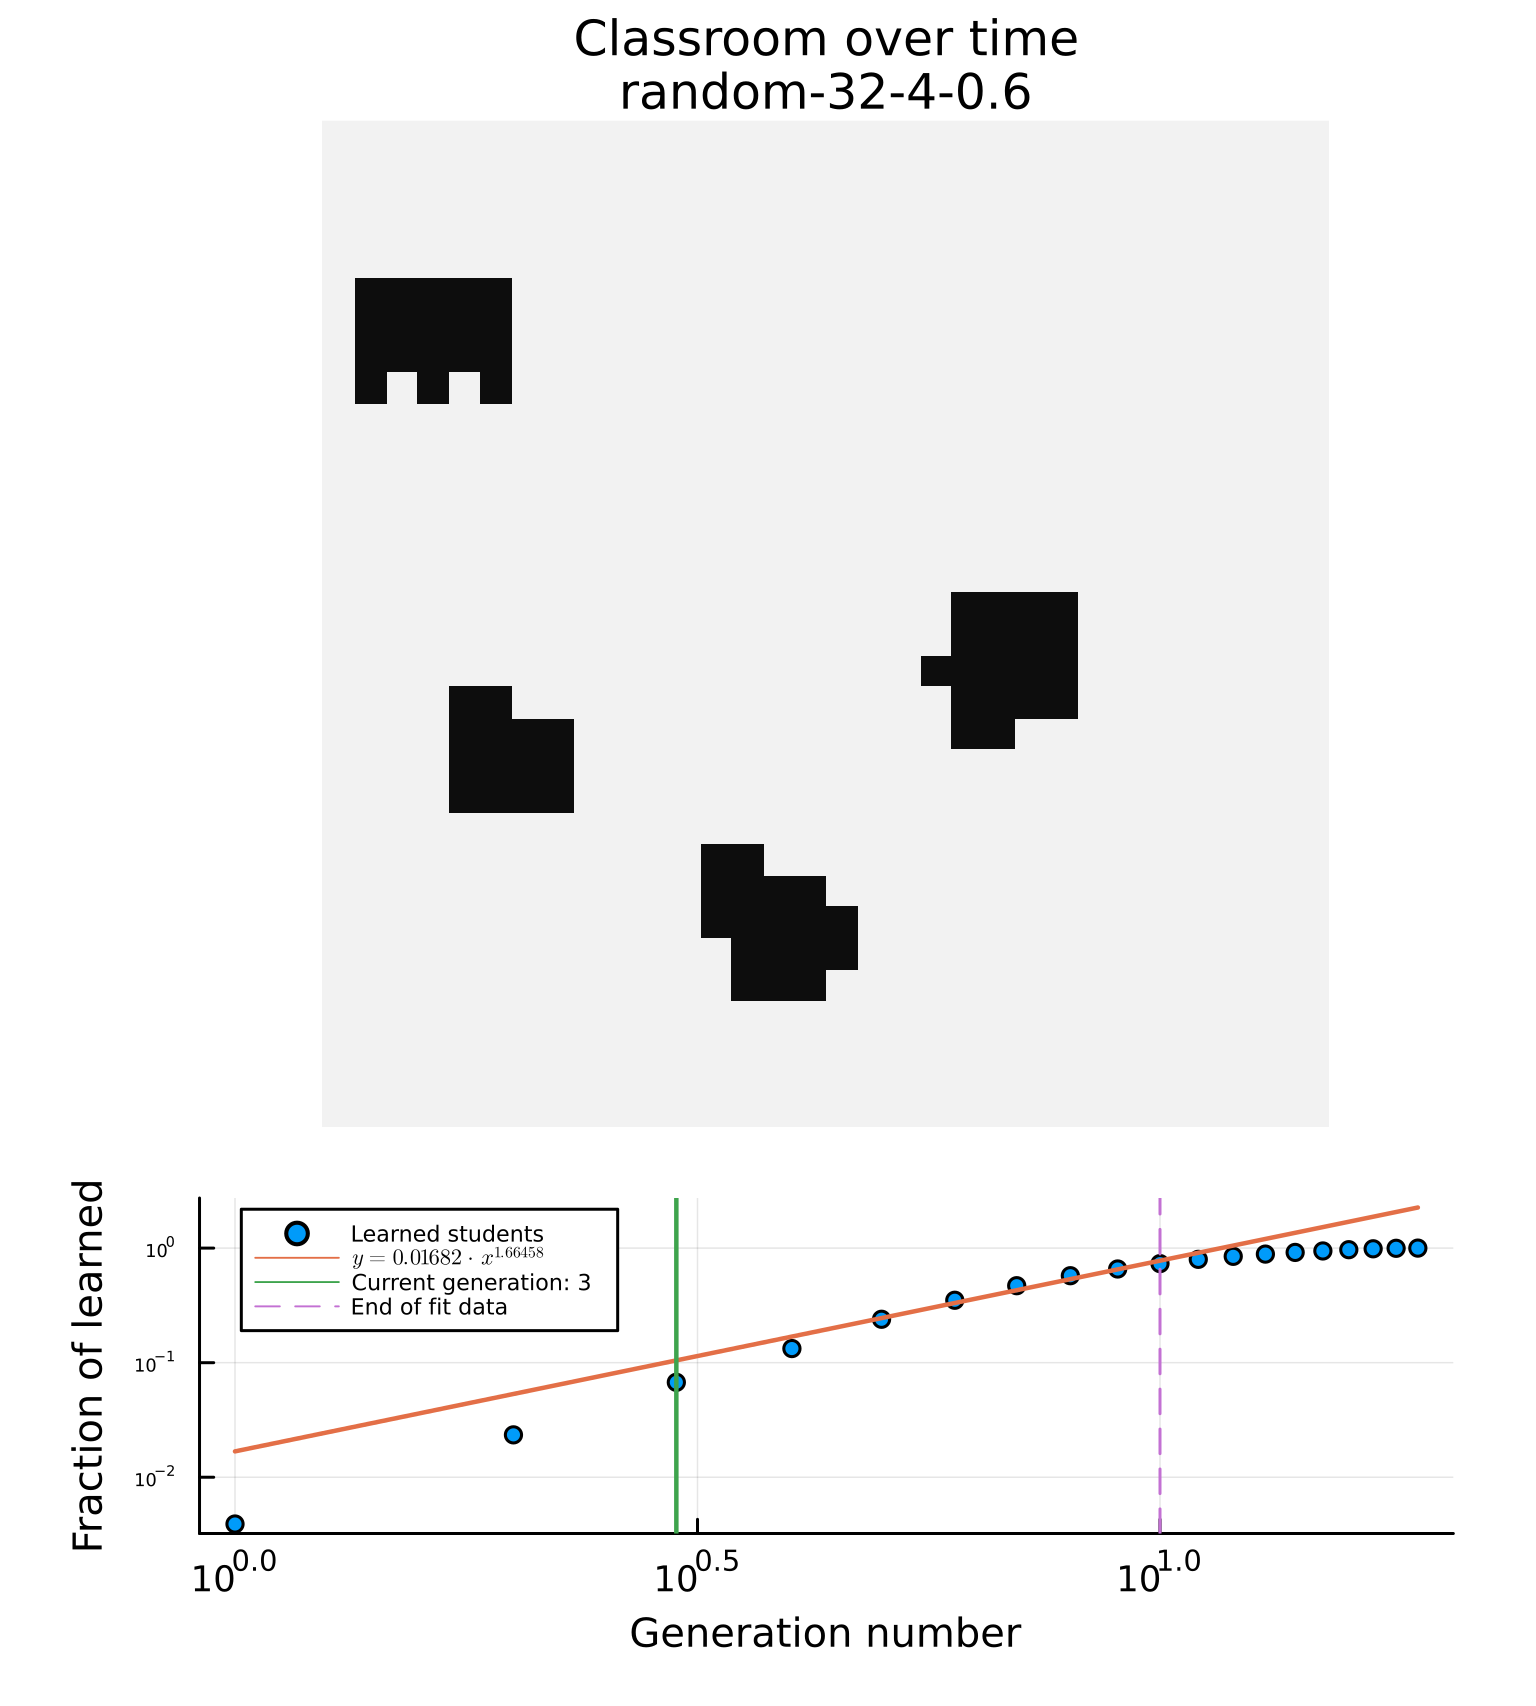 Classroom over time
random-32-4-0.6
Fraction of learned
10^0
10^-1
10^-2
Learned students
y = 0.01682 · x^1.66458
Current generation: 3
End of fit data
10^0.0
10^0.5
10^1.0
Generation number